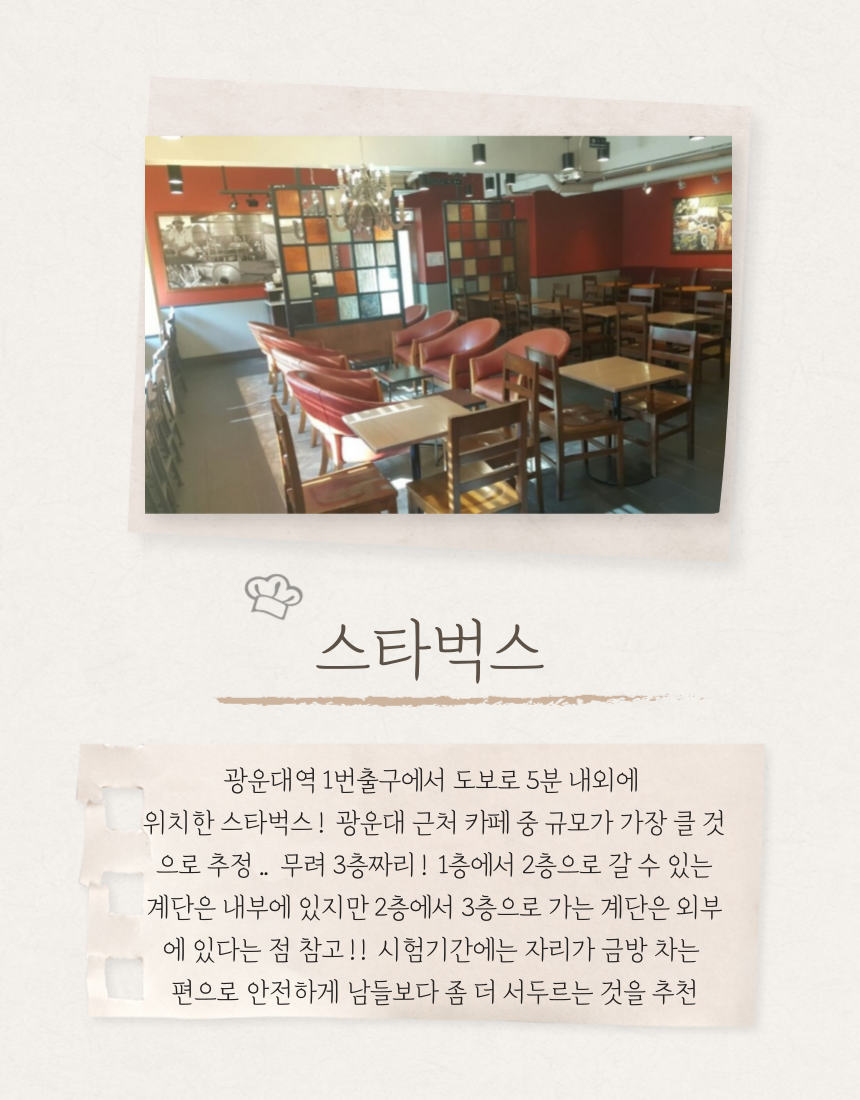 스타벅스
광운대역 1번출구에서 도보로 5분 내외에
위치한 스타벅스! 광운대 근처 카페 중 규모가 가장 클 것
으로 추정.. 무려 3층짜리! 1층에서 2층으로 갈 수 있는
계단은 내부에 있지만 2층에서 3층으로 가는 계단은 외부
에 있다는 점 참고!! 시험기간에는 자리가 금방 차는
편으로 안전하게 남들보다 좀 더 서두르는 것을 추천